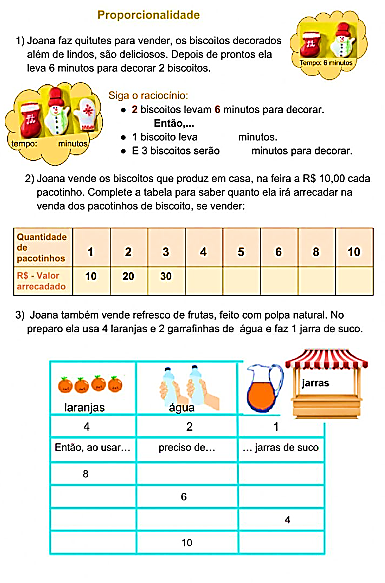 Proporcionalidade
1) Joana faz quitutes para vender, os biscoitos decorados
além de lindos, são deliciosos. Depois de prontos ela
leva 6 minutos para decorar 2 biscoitos.
Tempo: 6 minutos
Siga o raciocínio:
● 2 biscoitos levam 6 minutos para decorar.
Então,...
● 1 biscoito leva minutos.
● E 3 biscoitos serão minutos para decorar.
tempo: minutos
2) Joana vende os biscoitos que produz em casa, na feira a R$ 10,00 cada
pacotinho. Complete a tabela para saber quanto ela irá arrecadar na
venda dos pacotinhos de biscoito, se vender:
Quantidade de pacotinhos 1 2 3 4 5 6 8 10
R$ - Valor arrecadado 10 20 30
3) Joana também vende refresco de frutas, feito com polpa natural. No
preparo ela usa 4 laranjas e 2 garrafinhas de água e faz 1 jarra de suco.
laranjas água jarras
4 2 1
Então, ao usar... preciso de... ... jarras de suco
8
6
4
10